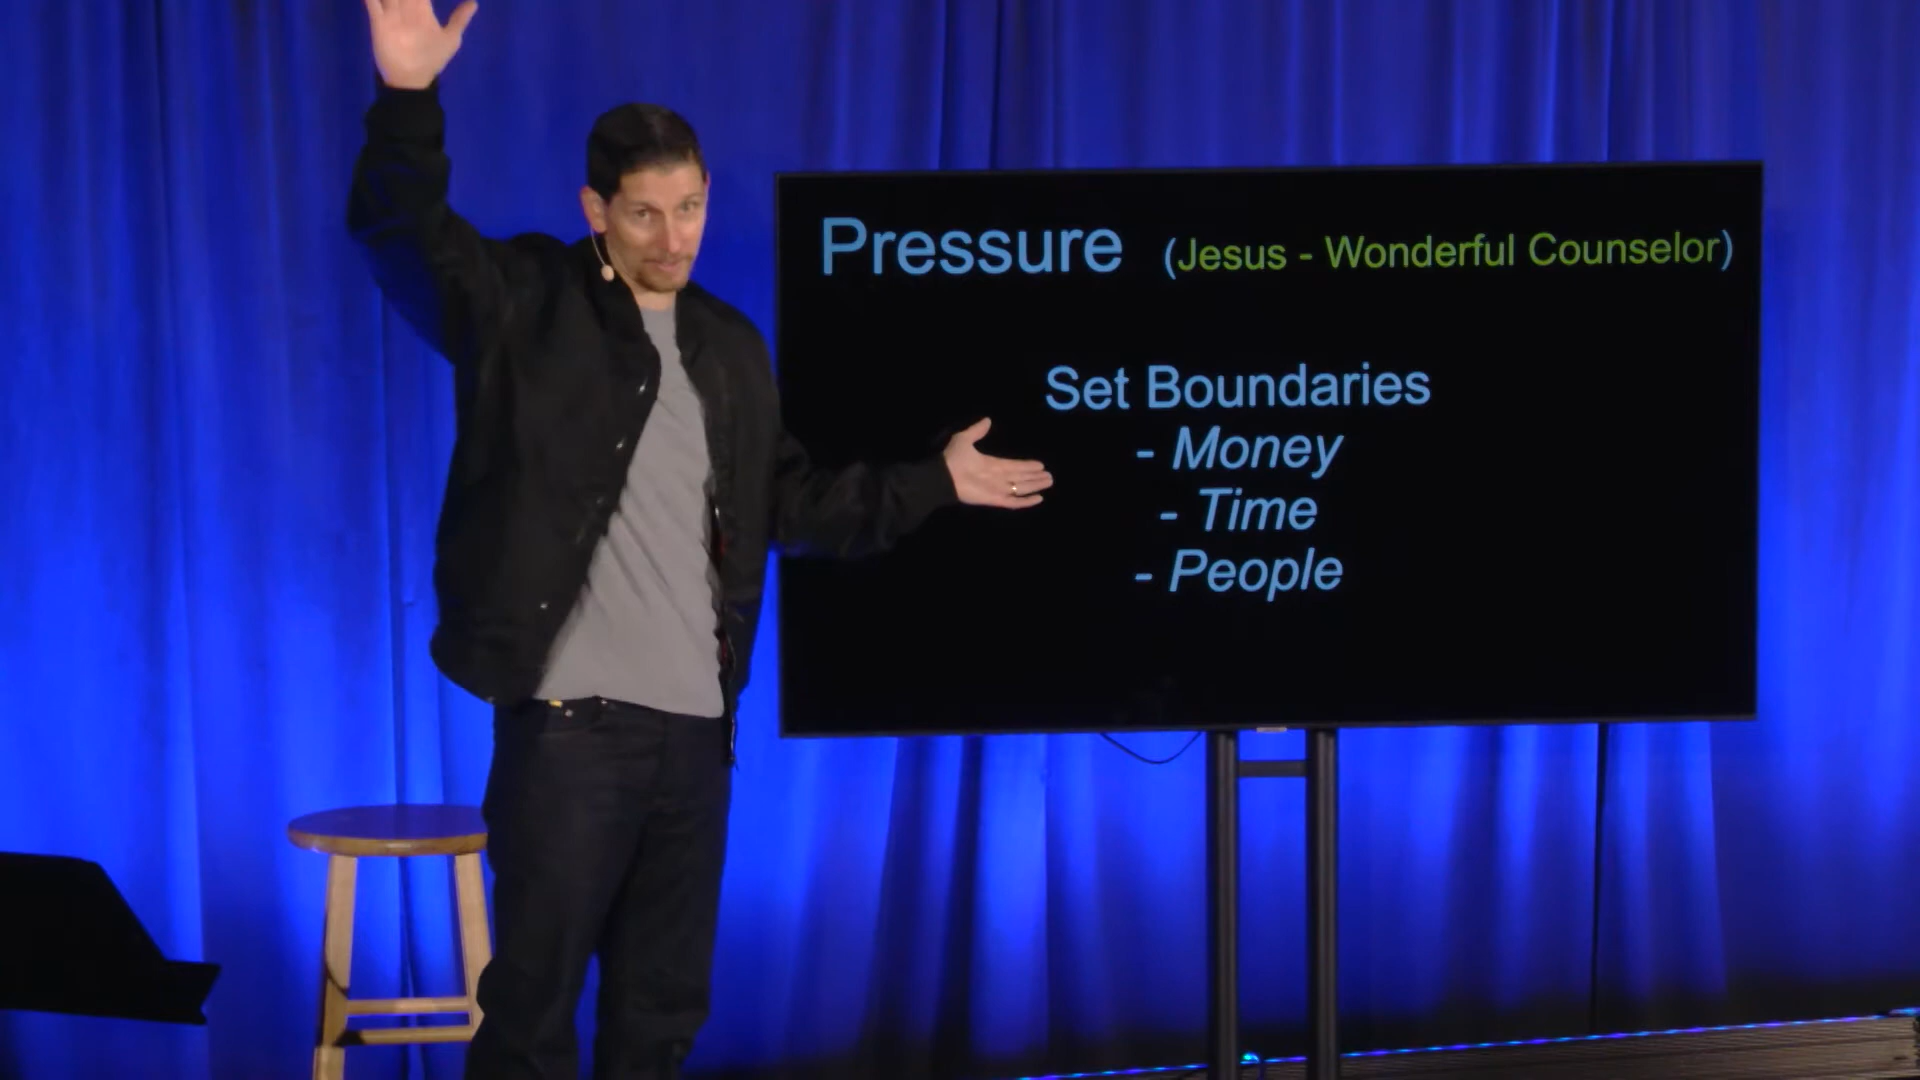 Pressure (Jesus - Wonderful Counselor)
Set Boundaries
- Money
- Time
- People